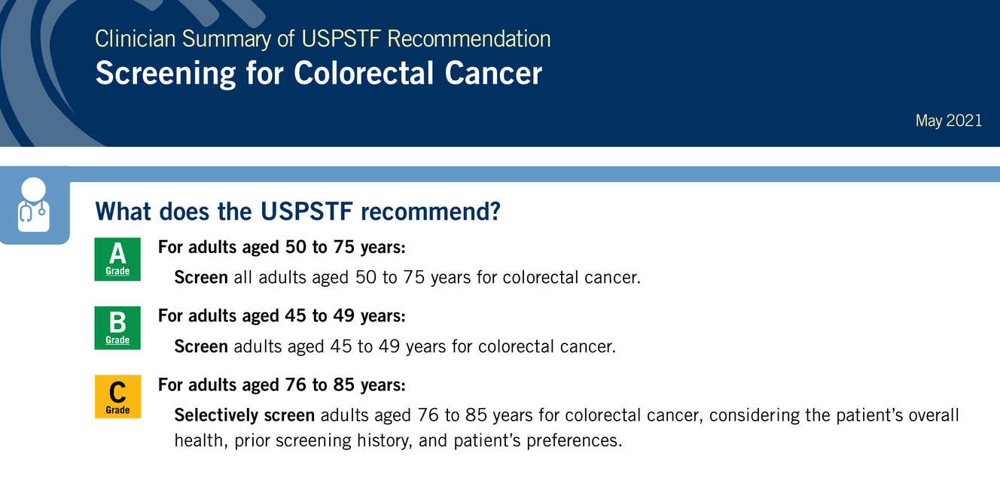 Clinician Summary of USPSTF Recommendation
Screening for Colorectal Cancer
May 2021
What does the USPSTF recommend?
A
Grade
For adults aged 50 to 75 years:
Screen all adults aged 50 to 75 years for colorectal cancer.
B
Grade
For adults aged 45 to 49 years:
Screen adults aged 45 to 49 years for colorectal cancer.
C
Grade
For adults aged 76 to 85 years:
Selectively screen adults aged 76 to 85 years for colorectal cancer, considering the patient’s overall
health, prior screening history, and patient’s preferences.